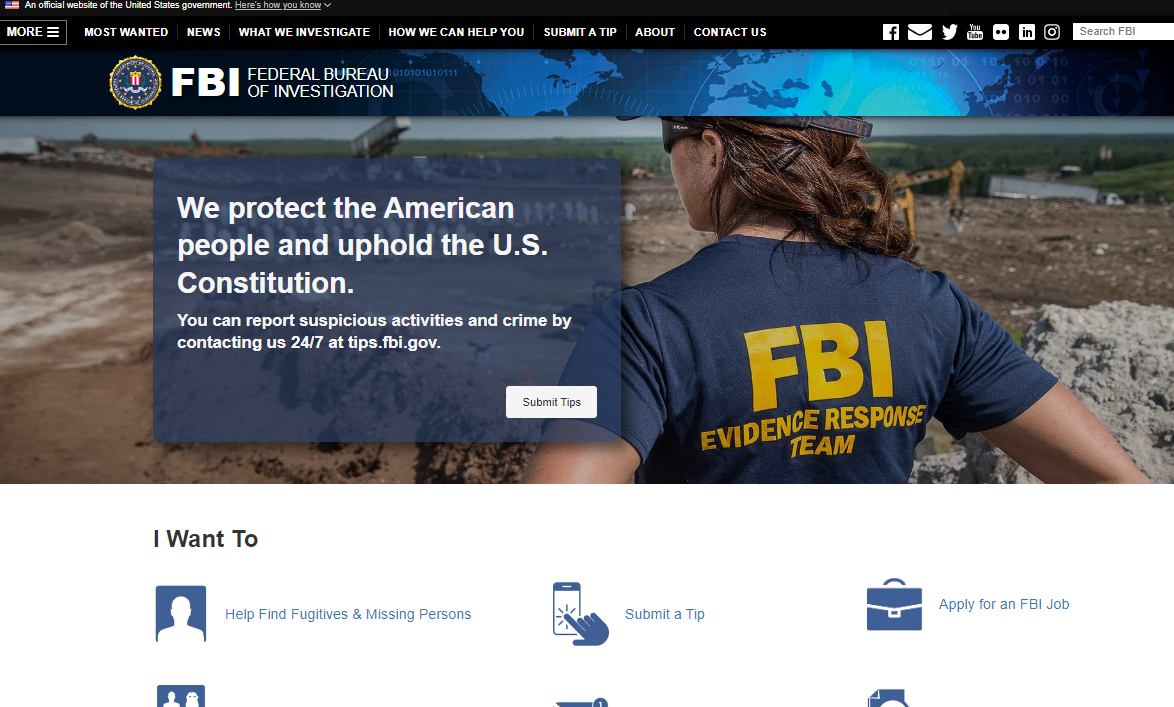 An official website of the United States government. Here's how you know
MORE
MOST WANTED
NEWS
WHAT WE INVESTIGATE
HOW WE CAN HELP YOU
SUBMIT A TIP
ABOUT
CONTACT US
You Tube
Search FBI
FBI
FEDERAL BUREAU
OF INVESTIGATION
We protect the American
people and uphold the U.S.
Constitution.
You can report suspicious activities and crime by
contacting us 24/7 at tips.fbi.gov.
Submit Tips
FBI
EVIDENCE RESPONSE
TEAM
I Want To
Help Find Fugitives & Missing Persons
Submit a Tip
Apply for an FBI Job
1